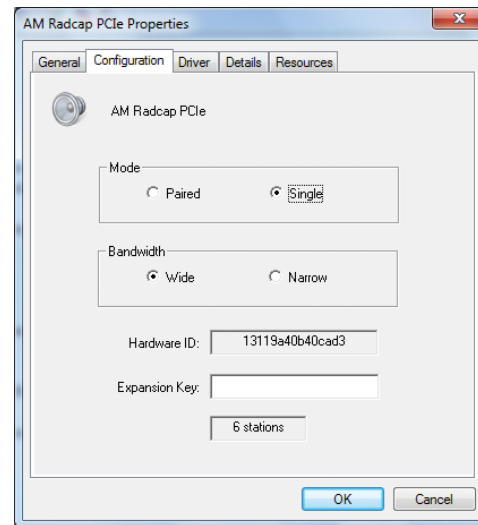 AM Radcap PCIe Properties
General Configuration Driver Details Resources
AM Radcap PCIe
Mode
Paired Single
Bandwidth
Wide Narrow
Hardware ID: 13119a40b40cad3
Expansion Key:
6 stations
OK Cancel